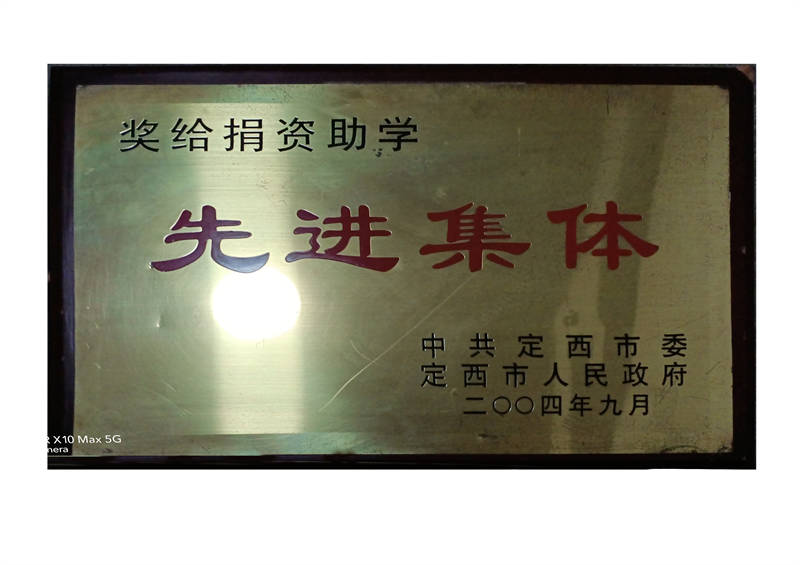 奖给捐资助学
先进集体
中共定西市委
定西市人民政府
二〇〇四年九月
X10 Max 5G
mera